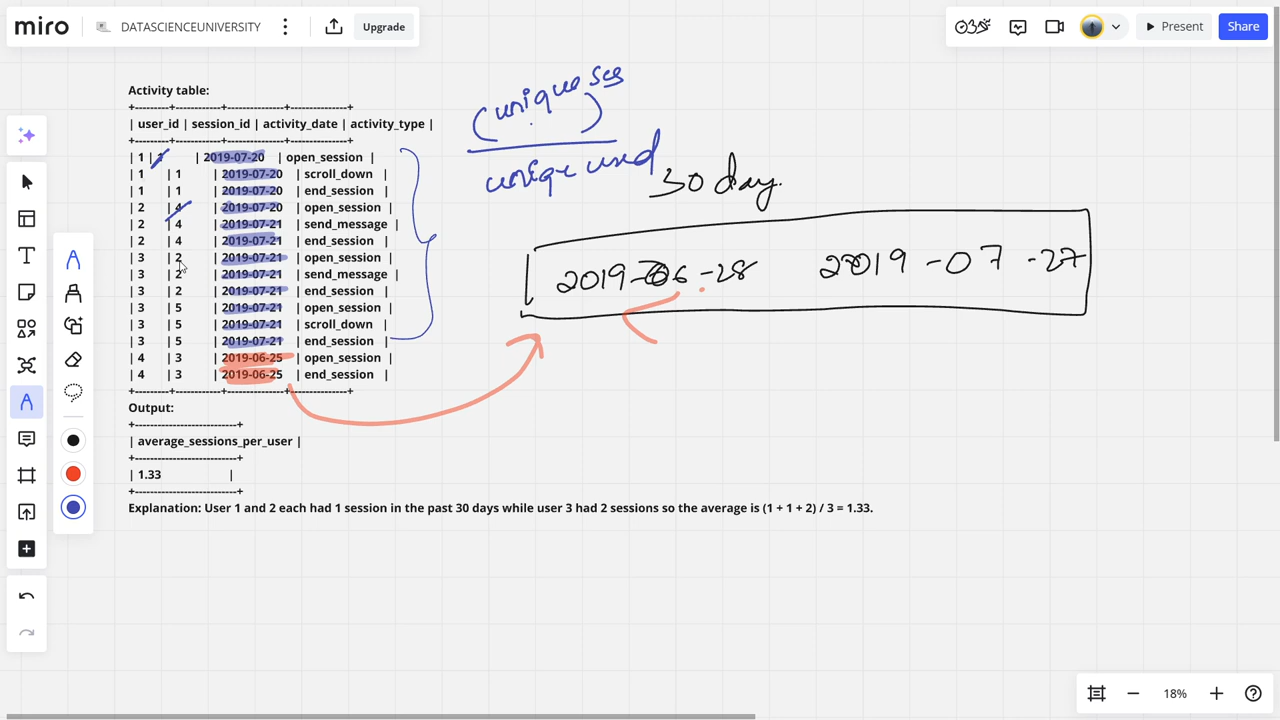 miro DATASCIENCEUNIVERSITY Upgrade Present Share
Activity table:
+--------+------------+---------------+---------------+
| user_id | session_id | activity_date | activity_type |
+--------+------------+---------------+---------------+
| 1 | 1 | 2019-07-20 | open_session |
| 1 | 1 | 2019-07-20 | scroll_down |
| 1 | 1 | 2019-07-20 | end_session |
| 2 | 4 | 2019-07-20 | open_session |
| 2 | 4 | 2019-07-21 | send_message |
| 2 | 4 | 2019-07-21 | end_session |
| 3 | 2 | 2019-07-21 | open_session |
| 3 | 2 | 2019-07-21 | send_message |
| 3 | 2 | 2019-07-21 | end_session |
| 3 | 5 | 2019-07-21 | open_session |
| 3 | 5 | 2019-07-21 | scroll_down |
| 3 | 5 | 2019-07-21 | end_session |
| 4 | 3 | 2019-06-25 | open_session |
| 4 | 3 | 2019-06-25 | end_session |
+--------+------------+---------------+---------------+
Output:
+---------------------------+
| average_sessions_per_user |
+---------------------------+
| 1.33 |
+---------------------------+
Explanation: User 1 and 2 each had 1 session in the past 30 days while user 3 had 2 sessions so the average is (1 + 1 + 2) / 3 = 1.33.
(unique ses)
30 day.
2019-06-28 2019-07-27
18%